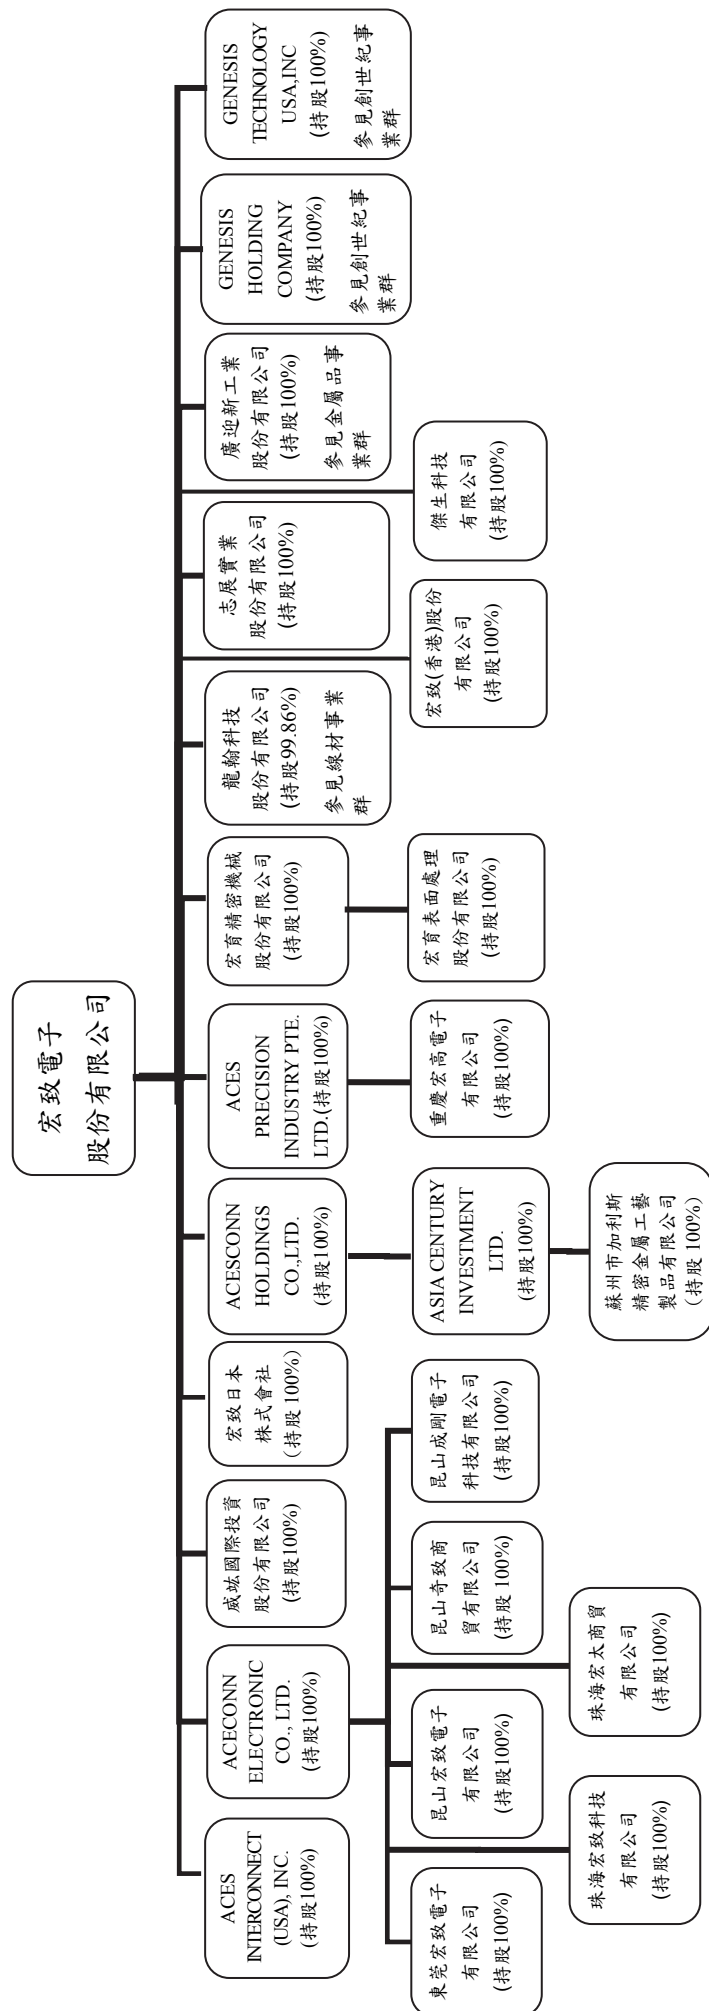 宏致電子
股份有限公司
ACES
INTERCONNECT
(USA), INC.
(持股100%)
ACECONN
ELECTRONIC
CO., LTD.
(持股100%)
威竑國際投資
股份有限公司
(持股100%)
宏致日本
株式會社
(持股 100%)
ACESCONN
HOLDINGS
CO.,LTD.
(持股100%)
ACES
PRECISION
INDUSTRY PTE.
LTD.(持股100%)
宏育精密機械
股份有限公司
(持股100%)
龍翰科技
股份有限公司
(持股99.86%)
參見線材事業
群
志展實業
股份有限公司
(持股100%)
廣迎新工業
股份有限公司
(持股100%)
參見金屬品事
業群
GENESIS
HOLDING
COMPANY
(持股100%)
參見創世紀事
業群
GENESIS
TECHNOLOGY
USA,INC
(持股100%)
參見創世紀事
業群
東莞宏致電子
有限公司
(持股100%)
昆山宏致電子
有限公司
(持股100%)
昆山奇致商
貿有限公司
(持股 100%)
昆山成剛電子
科技有限公司
(持股100%)
ASIA CENTURY
INVESTMENT
LTD.
(持股100%)
重慶宏高電子
有限公司
(持股100%)
宏育表面處理
股份有限公司
(持股100%)
宏致(香港)股份
有限公司
(持股100%)
傑生科技
有限公司
(持股100%)
珠海宏致科技
有限公司
(持股100%)
珠海宏太商貿
有限公司
(持股100%)
蘇州市加利斯
精密金屬工藝
製品有限公司
(持股 100%)